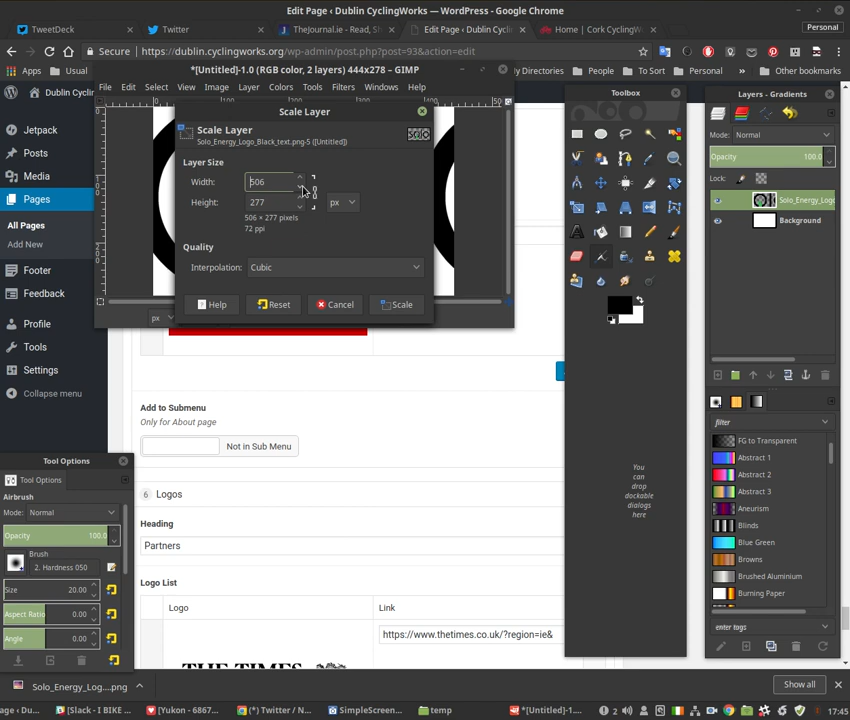 Edit Page ‹ Dublin CyclingWorks — WordPress - Google Chrome
TweetDeck
Twitter
TheJournal.ie - Read, Sh
Edit Page ‹ Dublin Cyclin
Home | Cork CyclingW
Personal
Secure
https://dublin.cyclingworks.org/wp-admin/post.php?post=93&action=edit
Apps
Usual
My Directories
People
To Sort
Personal
»
Other bookmarks
*[Untitled]-1.0 (RGB color, 2 layers) 444x278 – GIMP
File Edit Select View Image Layer Colors Tools Filters Windows Help
Dublin Cycl
Jetpack
Posts
Media
Pages
All Pages
Add New
Footer
Feedback
Profile
Tools
Settings
Collapse menu
Scale Layer
Scale Layer
Solo_Energy_Logo_Black_text.png-5 ([Untitled])
Layer Size
Width: 506
Height: 277
px
506 × 277 pixels
72 ppi
Quality
Interpolation: Cubic
Help
Reset
Cancel
Scale
px
Add to Submenu
Only for About page
Not in Sub Menu
6 Logos
Heading
Partners
Logo List
Logo
Link
https://www.thetimes.co.uk/?region=ie&
Tool Options
Tool Options
Airbrush
Mode: Normal
Opacity 100.0
Brush
2. Hardness 050
Size 20.00
Aspect Ratio 0.00
Angle 0.00
Toolbox
You
can
drop
dockable
dialogs
here
Layers - Gradients
Mode: Normal
Opacity 100.0
Lock:
Solo_Energy_Logo
Background
filter
FG to Transparent
Abstract 1
Abstract 2
Abstract 3
Aneurism
Blinds
Blue Green
Browns
Brushed Aluminium
Burning Paper
enter tags
Solo_Energy_Log....png
Show all
age ‹ Du...
[Slack - I BIKE ...
[Yukon - 6867...
(*) Twitter / N...
SimpleScreen...
temp
*[Untitled]-1....
2
17:45